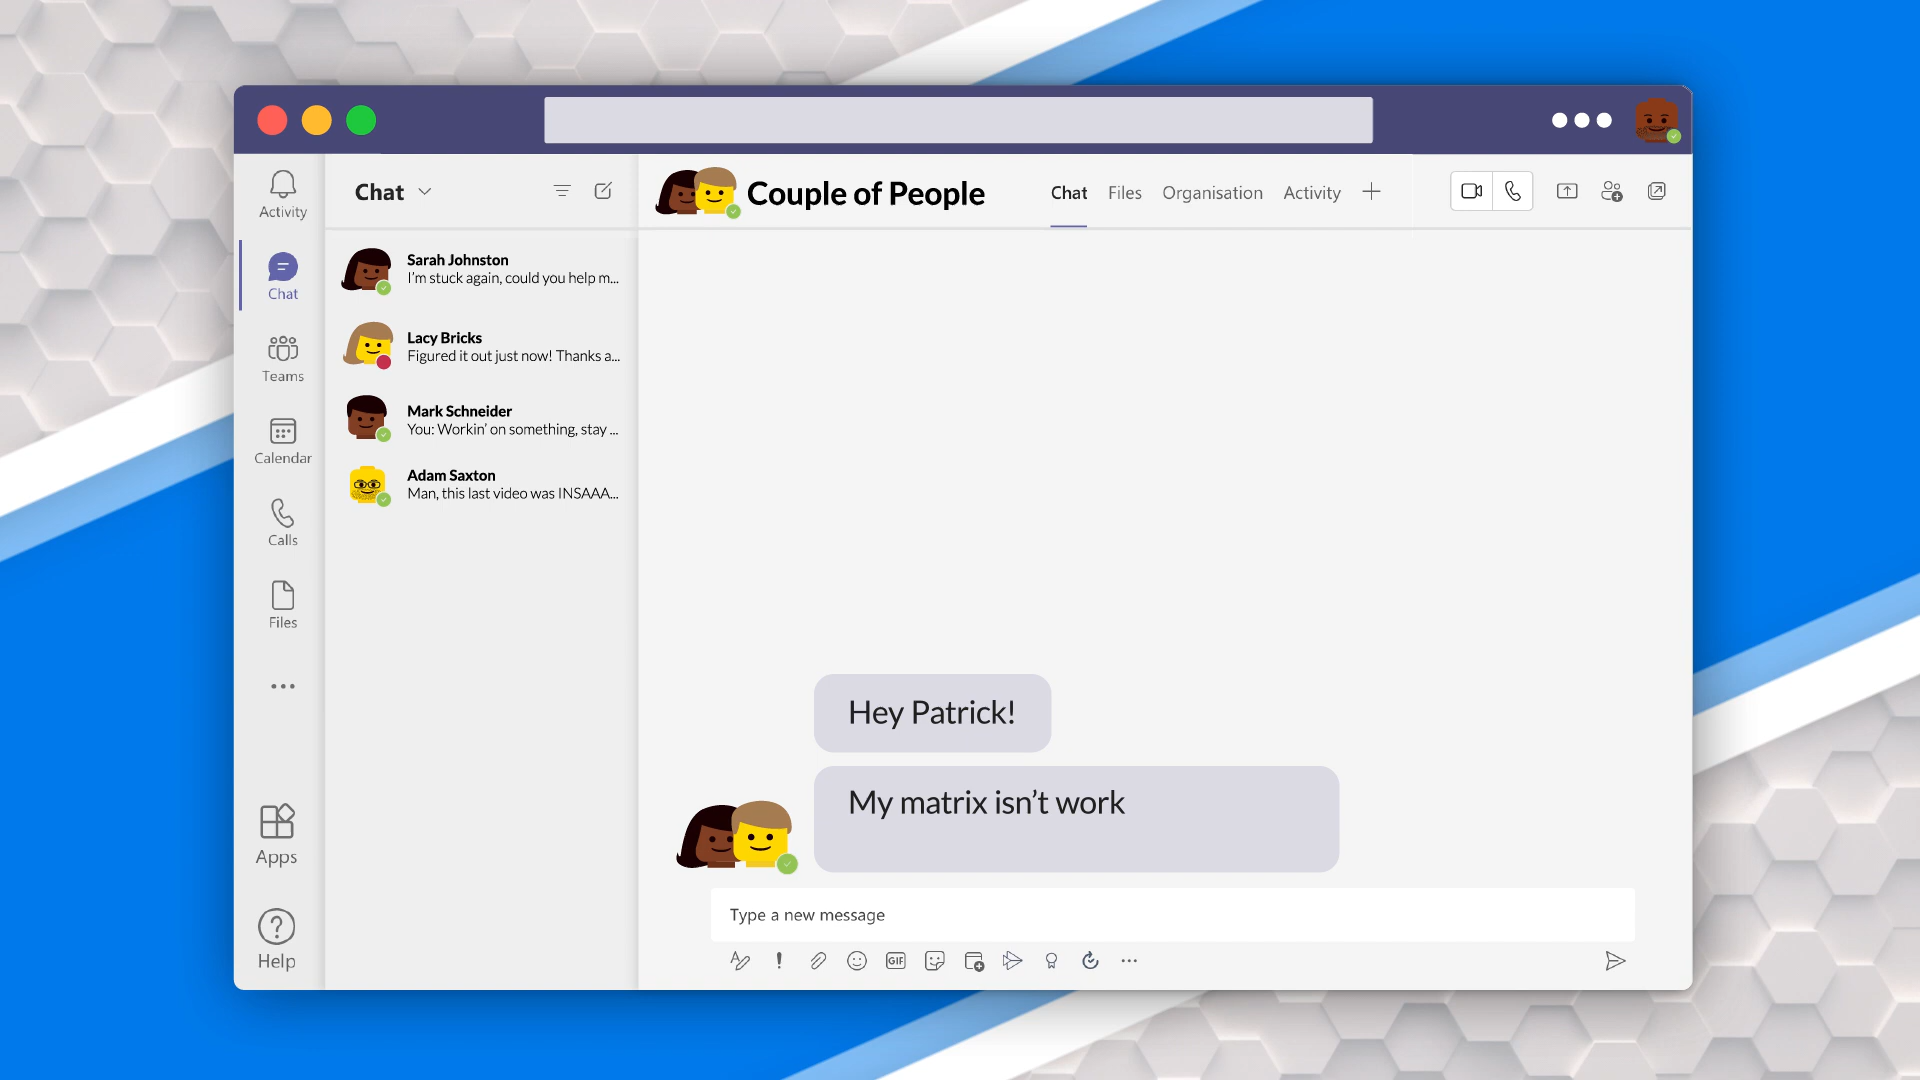 Activity
Chat
Teams
Calendar
Calls
Files
Apps
Help
Chat
Sarah Johnston
I'm stuck again, could you help m...
Lacy Bricks
Figured it out just now! Thanks a...
Mark Schneider
You: Workin' on something, stay ...
Adam Saxton
Man, this last video was INSAAA...
Couple of People
Chat Files Organisation Activity
Hey Patrick!
My matrix isn't work
Type a new message
GIF